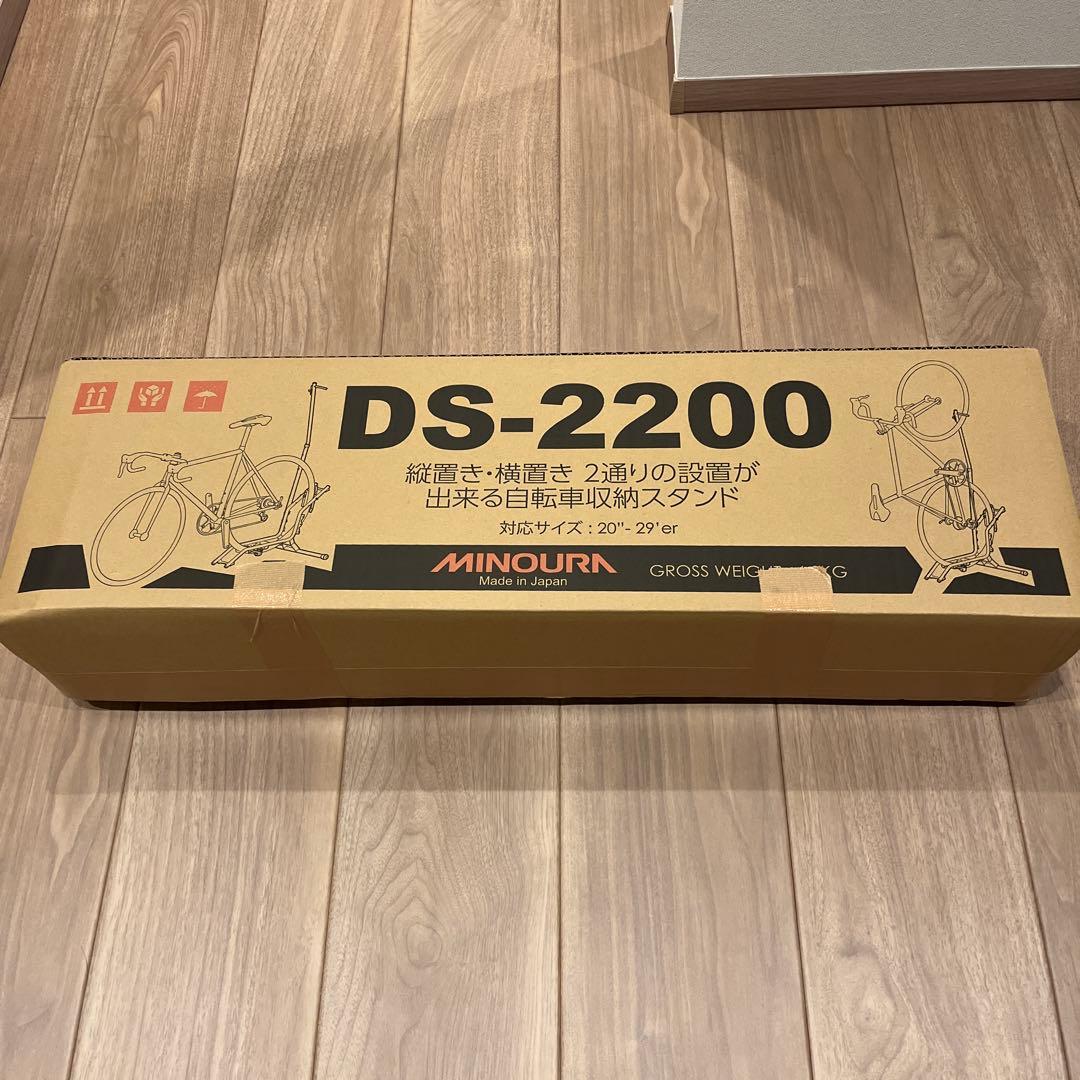 DS-2200
縦置き・横置き 2通りの設置が
出来る自転車収納スタンド
対応サイズ : 20"- 29'er
MINOURA
Made in Japan
GROSS WEIGHT